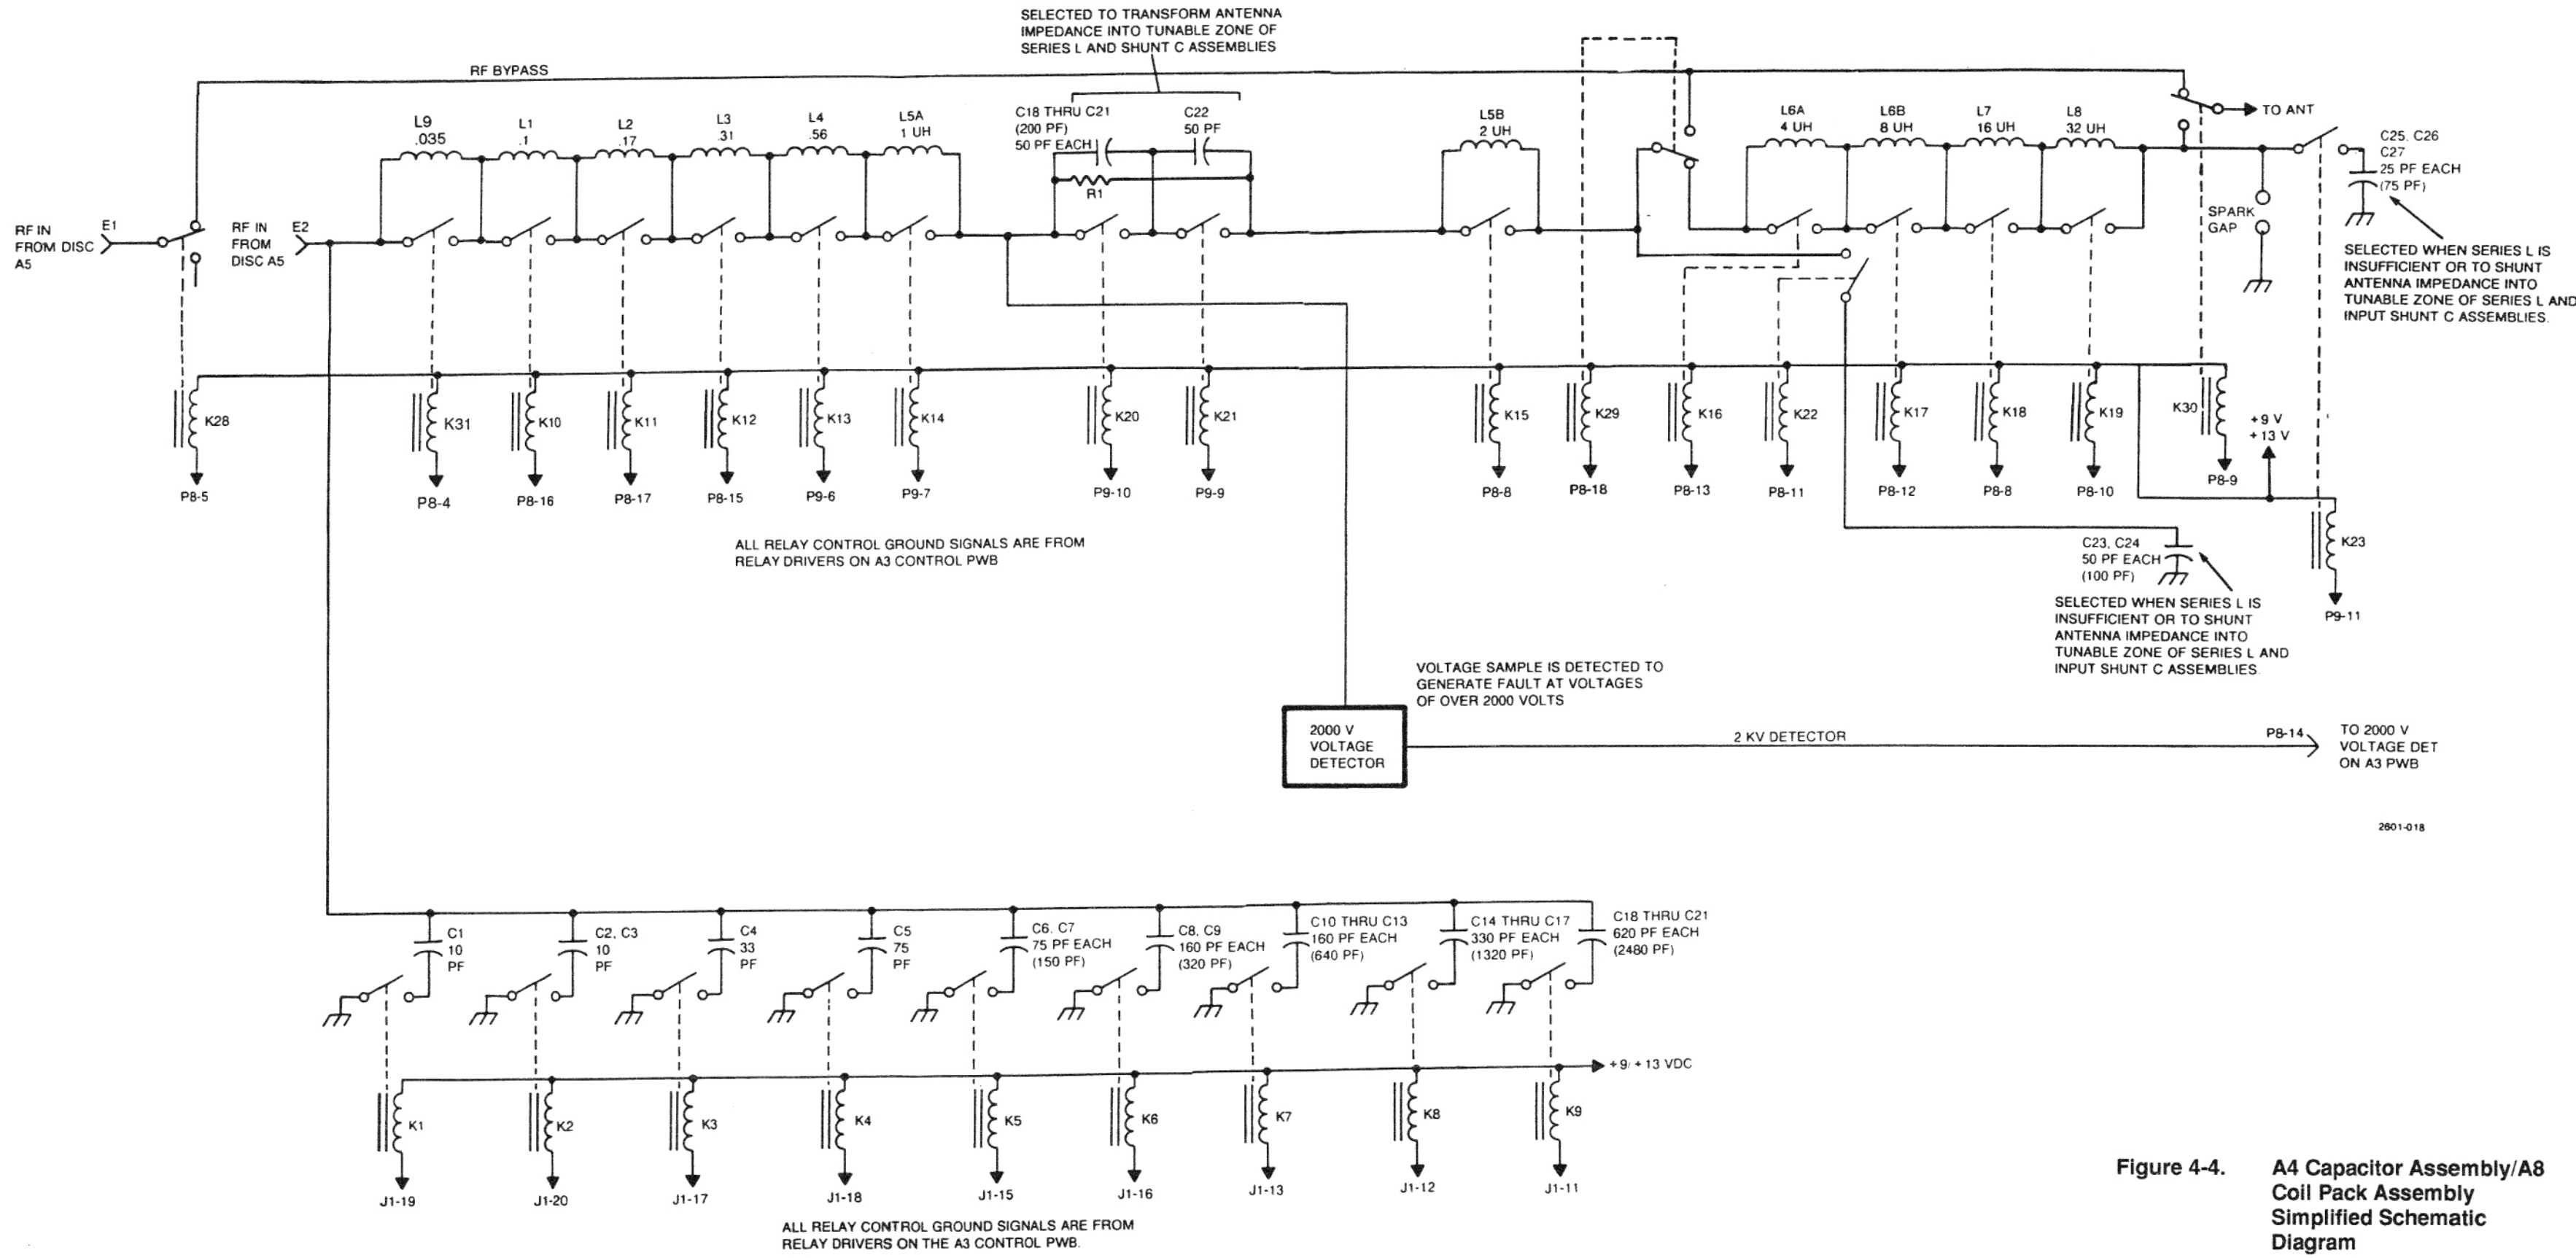 SELECTED TO TRANSFORM ANTENNA
IMPEDANCE INTO TUNABLE ZONE OF
SERIES L AND SHUNT C ASSEMBLIES
RF BYPASS
L9
.035
L1
.1
L2
.17
L3
.31
L4
.56
L5A
1 UH
C18 THRU C21
(200 PF)
50 PF EACH
C22
50 PF
R1
L5B
2 UH
L6A
4 UH
L6B
8 UH
L7
16 UH
L8
32 UH
TO ANT
C25, C26
C27
25 PF EACH
(75 PF)
RF IN
FROM DISC
A5
E1
RF IN
FROM
DISC A5
E2
SPARK
GAP
SELECTED WHEN SERIES L IS
INSUFFICIENT OR TO SHUNT
ANTENNA IMPEDANCE INTO
TUNABLE ZONE OF SERIES L AND
INPUT SHUNT C ASSEMBLIES.
K28
K31
K10
K11
K12
K13
K14
K20
K21
K15
K29
K16
K22
K17
K18
K19
K30
+9 V
+13 V
P8-5
P8-4
P8-16
P8-17
P8-15
P9-6
P9-7
P9-10
P9-9
P8-8
P8-18
P8-13
P8-11
P8-12
P8-8
P8-10
P8-9
K23
P9-11
ALL RELAY CONTROL GROUND SIGNALS ARE FROM
RELAY DRIVERS ON A3 CONTROL PWB
C23, C24
50 PF EACH
(100 PF)
SELECTED WHEN SERIES L IS
INSUFFICIENT OR TO SHUNT
ANTENNA IMPEDANCE INTO
TUNABLE ZONE OF SERIES L AND
INPUT SHUNT C ASSEMBLIES.
VOLTAGE SAMPLE IS DETECTED TO
GENERATE FAULT AT VOLTAGES
OF OVER 2000 VOLTS
2000 V
VOLTAGE
DETECTOR
2 KV DETECTOR
P8-14
TO 2000 V
VOLTAGE DET
ON A3 PWB
2601-018
C1
10
PF
C2, C3
10
PF
C4
33
PF
C5
75
PF
C6, C7
75 PF EACH
(150 PF)
C8, C9
160 PF EACH
(320 PF)
C10 THRU C13
160 PF EACH
(640 PF)
C14 THRU C17
330 PF EACH
(1320 PF)
C18 THRU C21
620 PF EACH
(2480 PF)
+9/+13 VDC
K1
K2
K3
K4
K5
K6
K7
K8
K9
J1-19
J1-20
J1-17
J1-18
J1-15
J1-16
J1-13
J1-12
J1-11
ALL RELAY CONTROL GROUND SIGNALS ARE FROM
RELAY DRIVERS ON THE A3 CONTROL PWB.
Figure 4-4. A4 Capacitor Assembly/A8
Coil Pack Assembly
Simplified Schematic
Diagram